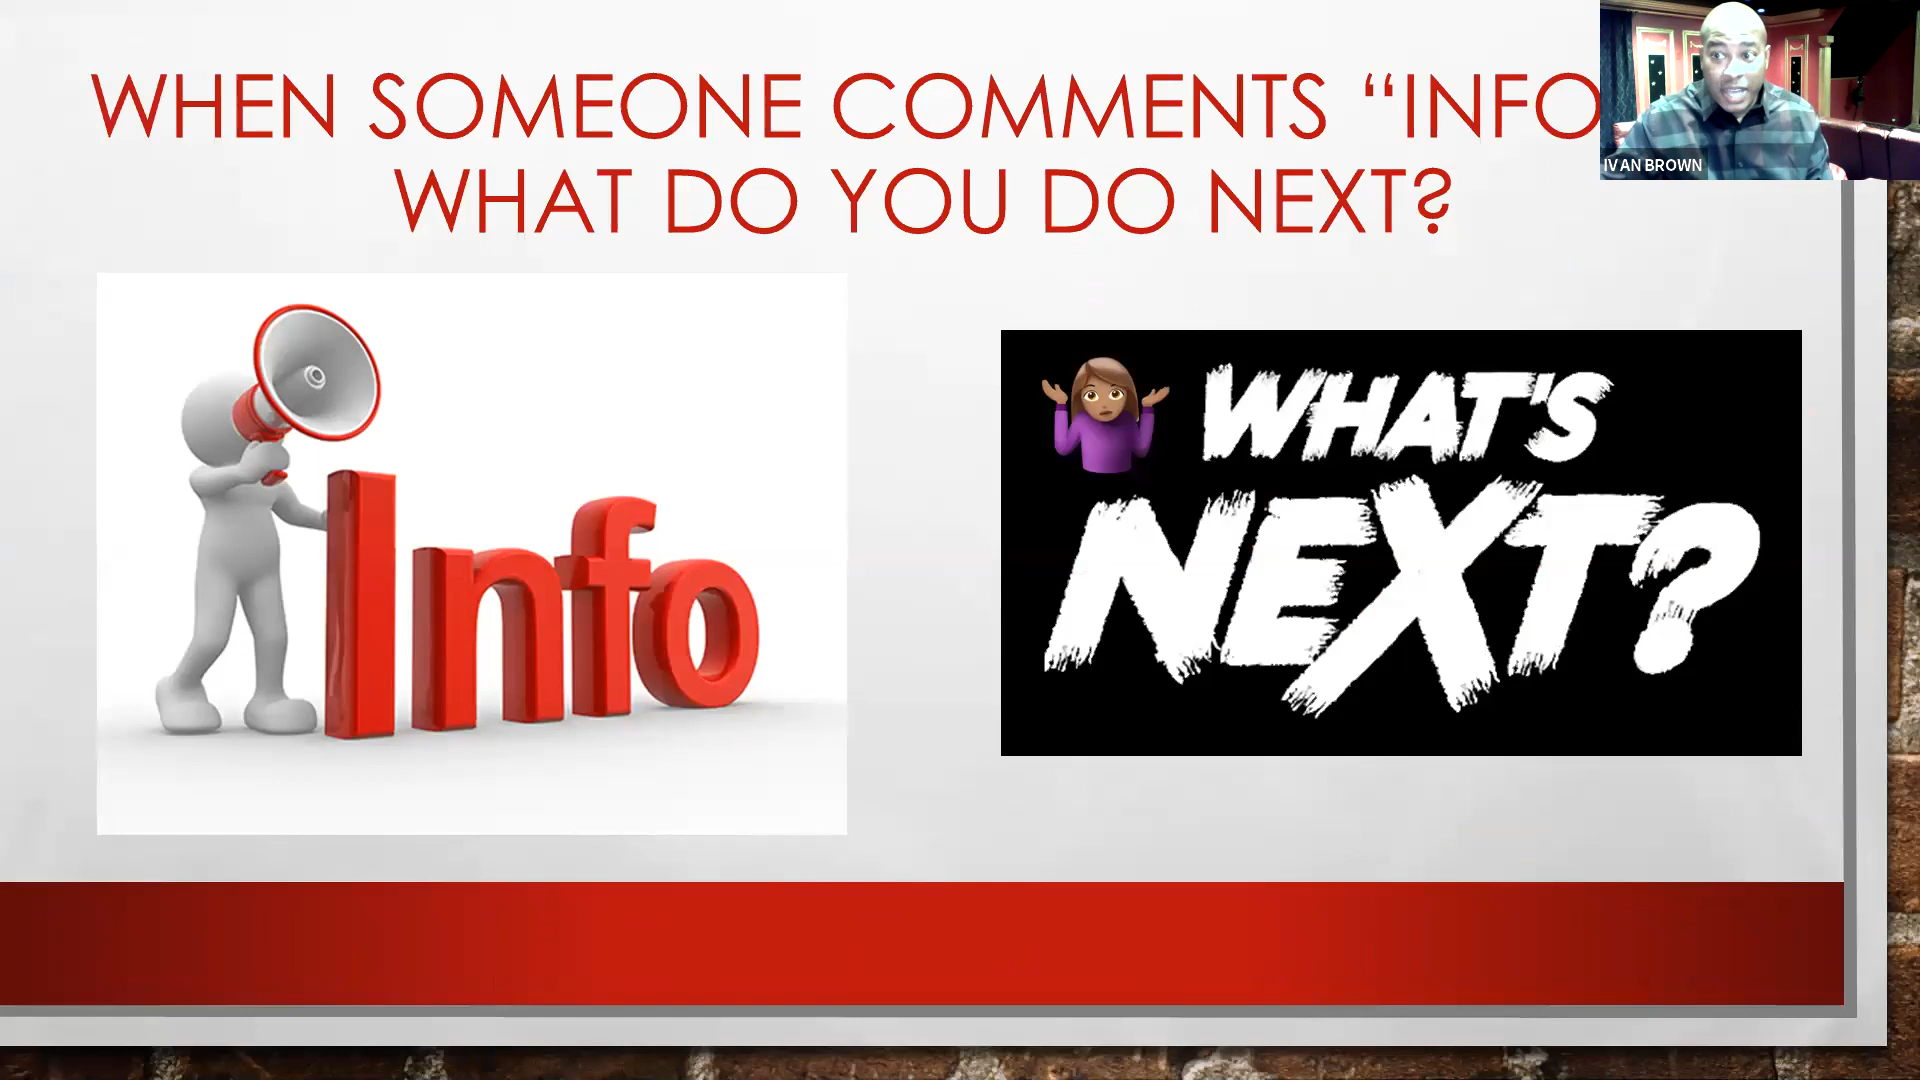 WHEN SOMEONE COMMENTS “INFO
WHAT DO YOU DO NEXT?
IVAN BROWN
Info
WHAT'S
NEXT?